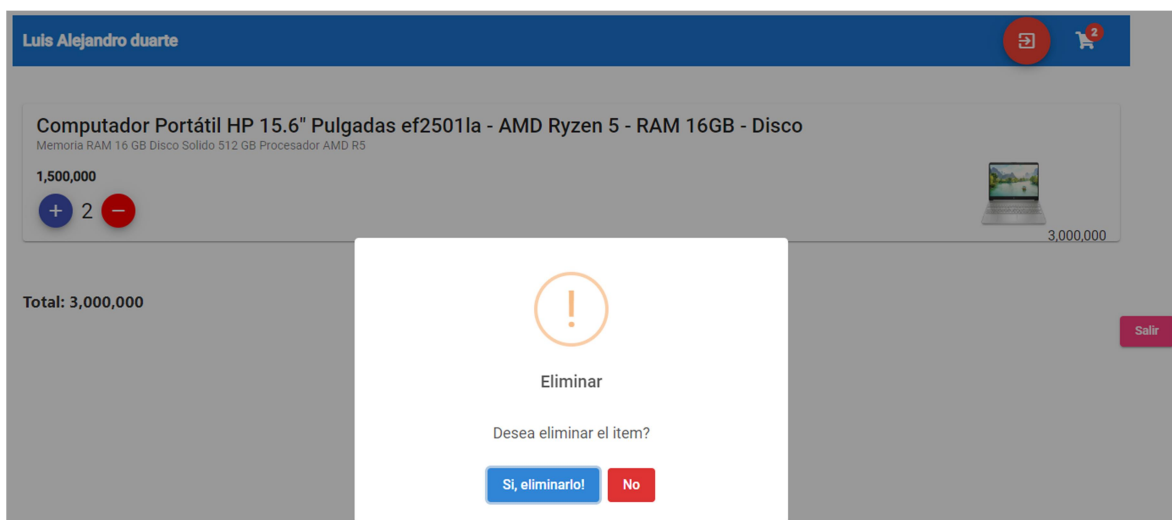 Luis Alejandro duarte
2
Computador Portátil HP 15.6" Pulgadas ef2501la - AMD Ryzen 5 - RAM 16GB - Disco
Memoria RAM 16 GB Disco Solido 512 GB Procesador AMD R5
1,500,000
+ 2 −
3,000,000
Total: 3,000,000
Salir
!
Eliminar
Desea eliminar el item?
Si, eliminarlo! No